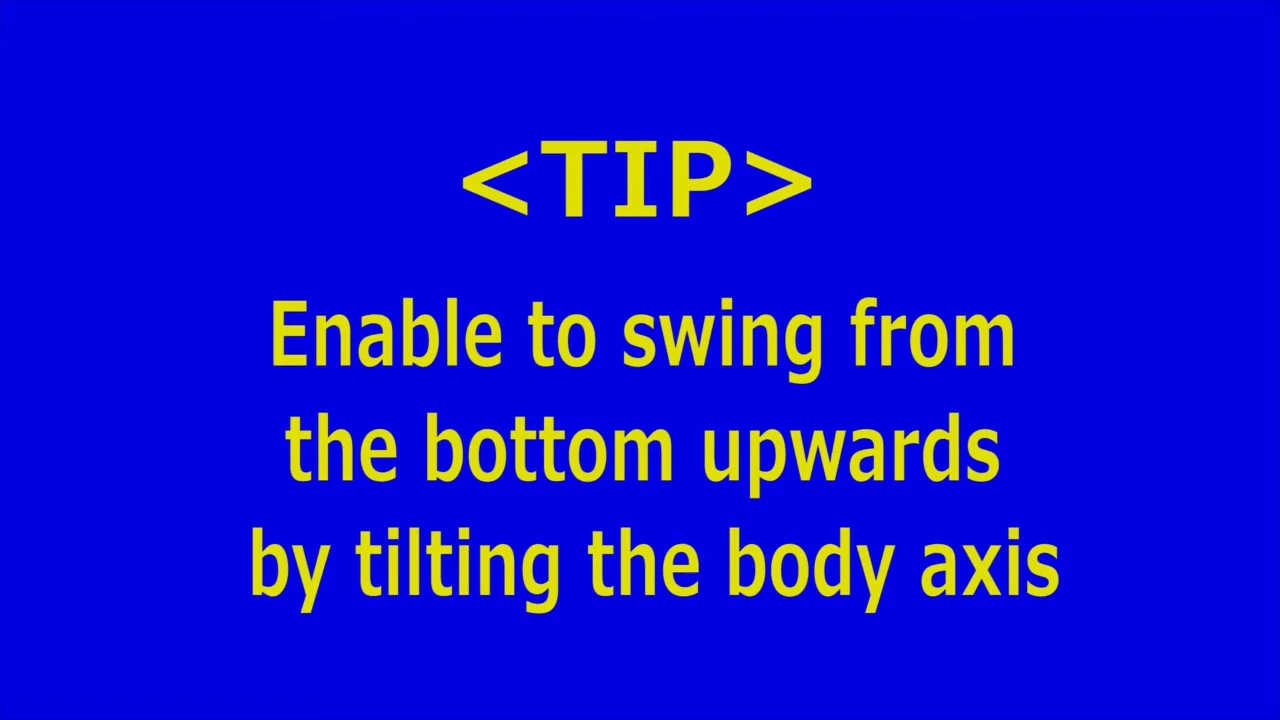 <TIP>
Enable to swing from
the bottom upwards
by tilting the body axis